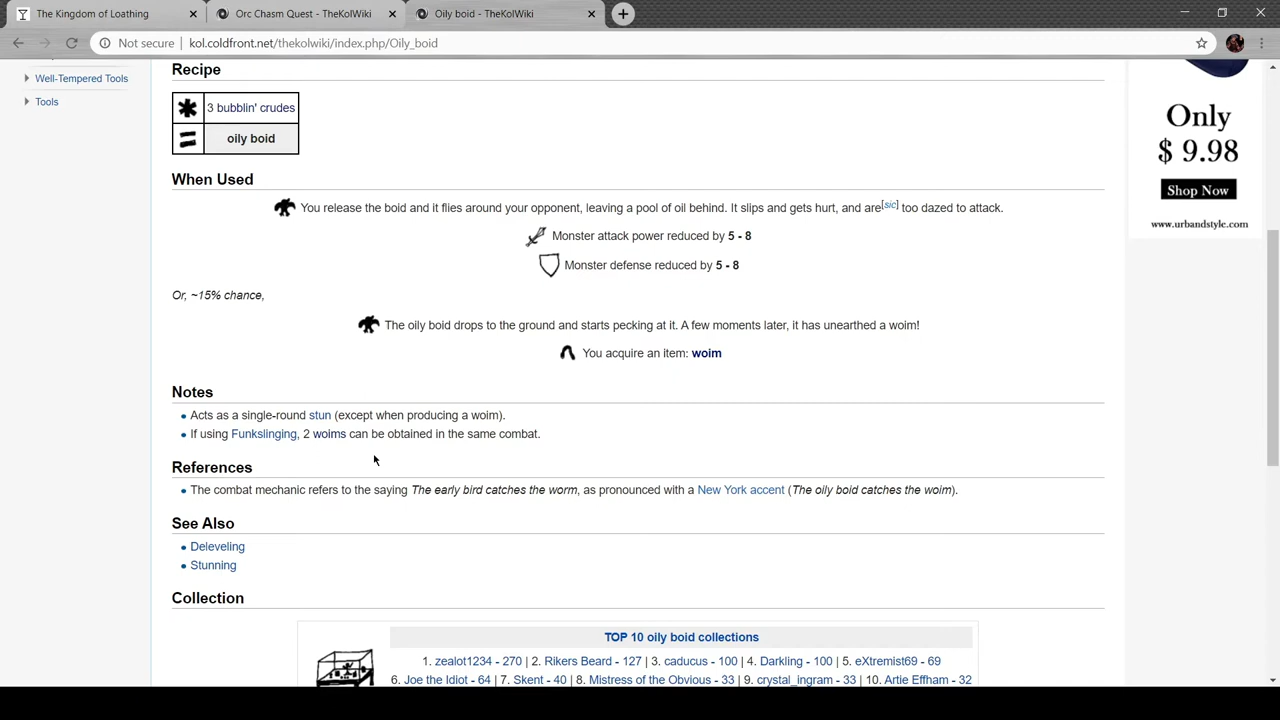 The Kingdom of Loathing
Orc Chasm Quest - TheKolWiki
Oily boid - TheKolWiki
Not secure
kol.coldfront.net/thekolwiki/index.php/Oily_boid
Well-Tempered Tools
Tools
Recipe
3 bubblin' crudes
oily boid
When Used
You release the boid and it flies around your opponent, leaving a pool of oil behind. It slips and gets hurt, and are[sic] too dazed to attack.
Monster attack power reduced by 5 - 8
Monster defense reduced by 5 - 8
Or, ~15% chance,
The oily boid drops to the ground and starts pecking at it. A few moments later, it has unearthed a woim!
You acquire an item: woim
Notes
Acts as a single-round stun (except when producing a woim).
If using Funkslinging, 2 woims can be obtained in the same combat.
References
The combat mechanic refers to the saying The early bird catches the worm, as pronounced with a New York accent (The oily boid catches the woim).
See Also
Deleveling
Stunning
Collection
TOP 10 oily boid collections
1. zealot1234 - 270 | 2. Rikers Beard - 127 | 3. caducus - 100 | 4. Darkling - 100 | 5. eXtremist69 - 69
6. Joe the Idiot - 64 | 7. Skent - 40 | 8. Mistress of the Obvious - 33 | 9. crystal_ingram - 33 | 10. Artie Effham - 32
Only
$ 9.98
Shop Now
www.urbandstyle.com